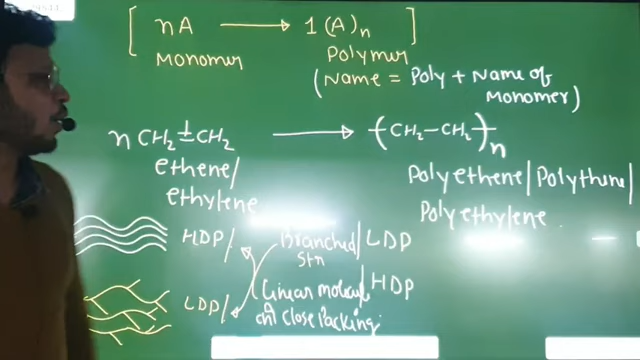 [ nA → 1 (A)n ]
Monomer Polymer
(Name = Poly + Name of
Monomer)
n CH2=CH2 → (CH2-CH2)n
ethene/
ethylene
Polyethene/Polythene/
Polyethylene
HDP/ Branched/LDP
Stn
LDP/ Linear molecule/HDP
Close Packing